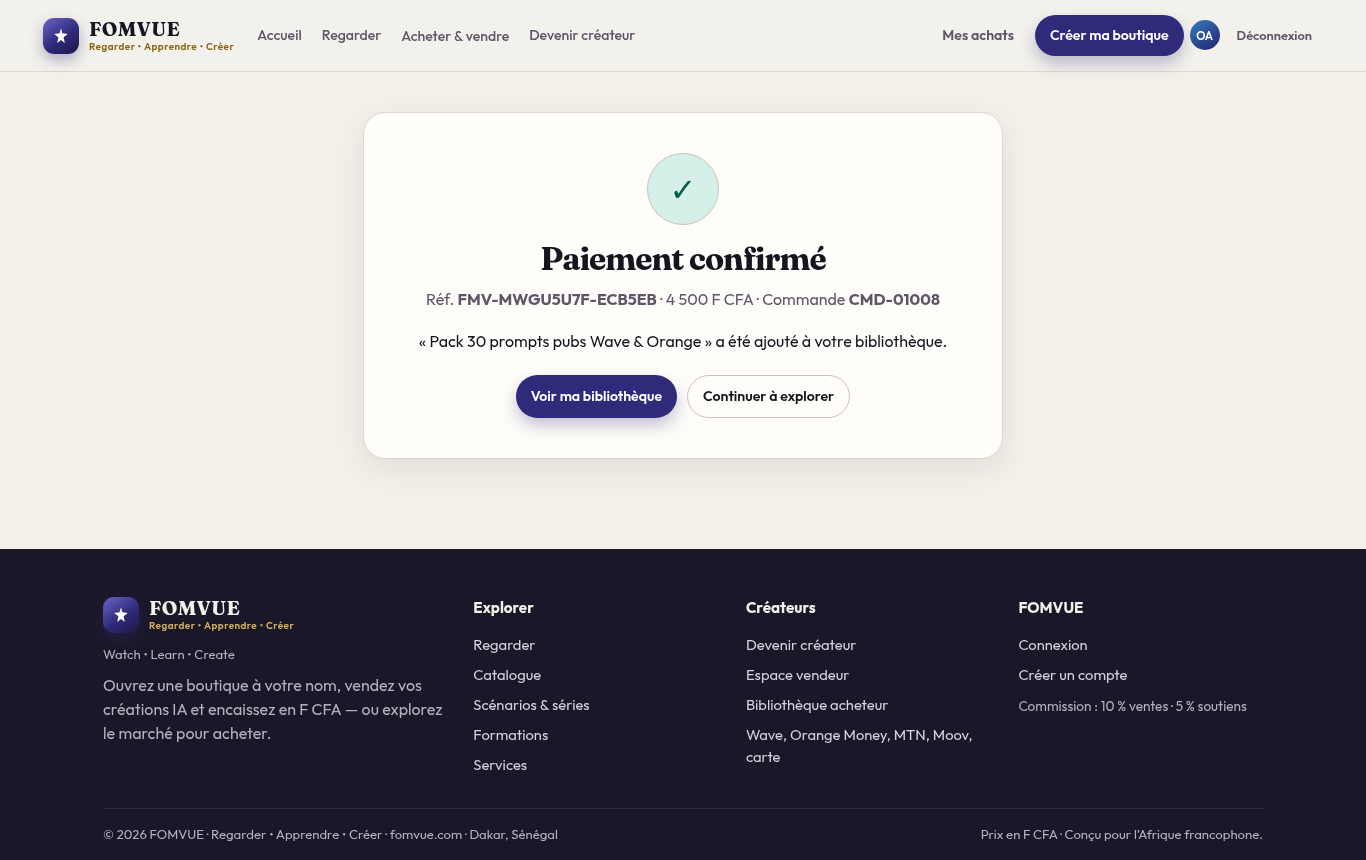 FOMVUE
Regarder • Apprendre • Créer
Accueil
Regarder
Acheter & vendre
Devenir créateur
Mes achats
Créer ma boutique
OA
Déconnexion
✓
Paiement confirmé
Réf. FMV-MWGU5U7F-ECB5EB · 4 500 F CFA · Commande CMD-01008
« Pack 30 prompts pubs Wave & Orange » a été ajouté à votre bibliothèque.
Voir ma bibliothèque
Continuer à explorer
FOMVUE
Regarder • Apprendre • Créer
Watch • Learn • Create
Ouvrez une boutique à votre nom, vendez vos
créations IA et encaissez en F CFA — ou explorez
le marché pour acheter.
Explorer
Regarder
Catalogue
Scénarios & séries
Formations
Services
Créateurs
Devenir créateur
Espace vendeur
Bibliothèque acheteur
Wave, Orange Money, MTN, Moov,
carte
FOMVUE
Connexion
Créer un compte
Commission : 10 % ventes · 5 % soutiens
© 2026 FOMVUE · Regarder • Apprendre • Créer · fomvue.com · Dakar, Sénégal
Prix en F CFA · Conçu pour l'Afrique francophone.